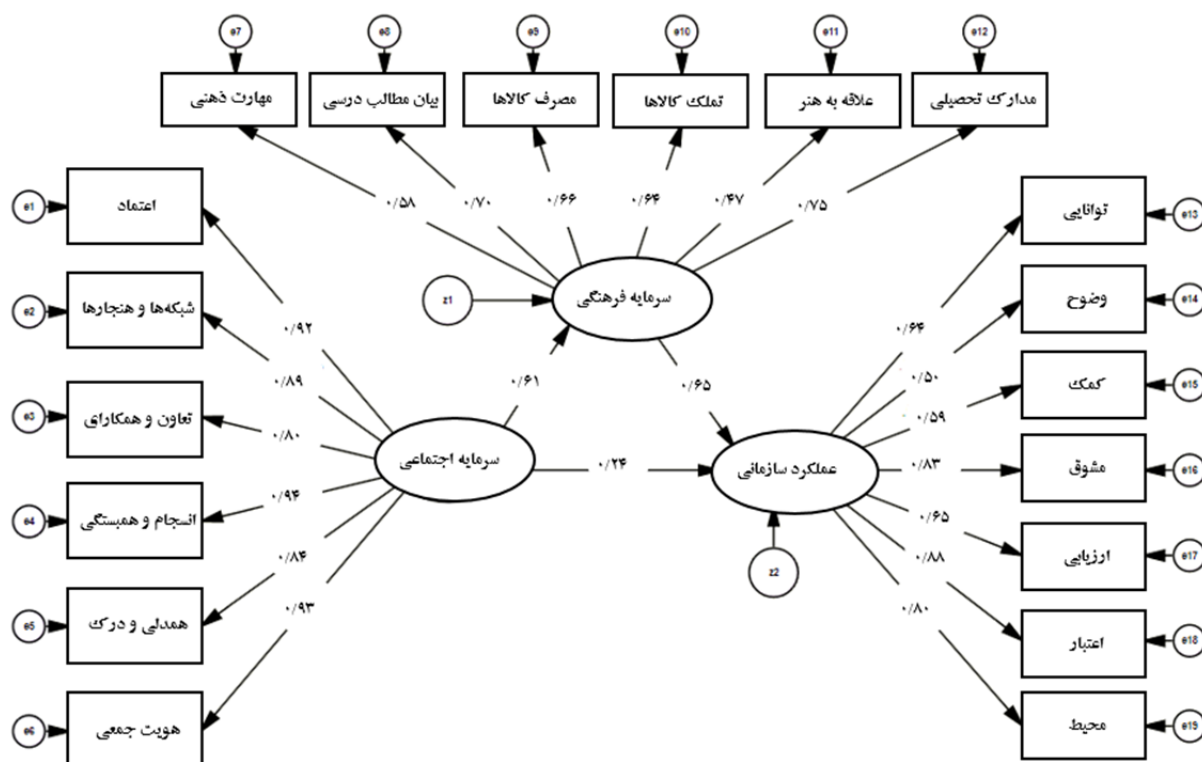 e7
e8
e9
e10
e11
e12
مهارت ذهنی
بیان مطالب درسی
مصرف کالاها
تملک کالاها
علاقه به هنر
مدارک تحصیلی
۰/۵۸
۰/۷۰
۰/۶۶
۰/۶۴
۰/۴۷
۰/۷۵
سرمایه فرهنگی
z1
e1
اعتماد
e2
شبکه‌ها و هنجارها
e3
تعاون و همکارای
e4
انسجام و همبستگی
e5
همدلی و درک
e6
هویت جمعی
۰/۹۲
۰/۸۹
۰/۸۰
۰/۹۴
۰/۸۴
۰/۹۳
سرمایه اجتماعی
۰/۶۱
۰/۶۵
۰/۲۴
عملکرد سازمانی
z2
۰/۶۴
۰/۵۰
۰/۵۹
۰/۸۳
۰/۶۵
۰/۸۸
۰/۸۰
توانایی
e13
وضوح
e14
کمک
e15
مشوق
e16
ارزیابی
e17
اعتبار
e18
محیط
e19